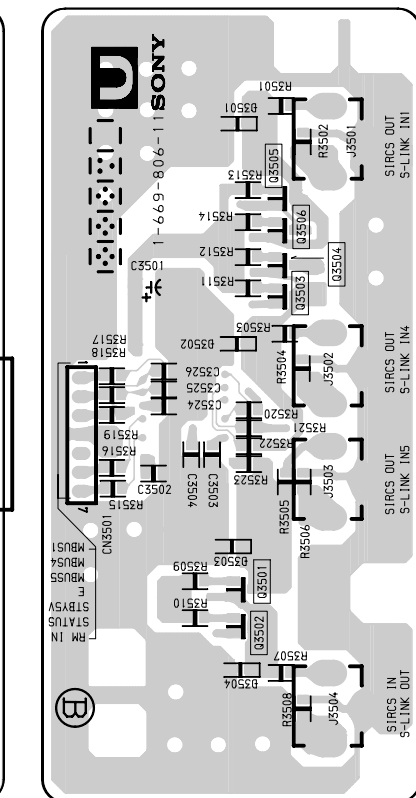 U
SONY
1-669-806-11
R3501
D3501
R3502
J3501
SIRCS OUT
S-LINK IN1
Q3505
R3513
Q3506
R3514
Q3504
R3512
R3511
Q3503
C3501
+
R3503
D3502
R3504
J3502
SIRCS OUT
S-LINK IN4
R3517
R3518
1
C3526
C3525
C3524
R3519
R3520
R3521
R3522
R3523
R3516
R3515
7
CN3501
C3502
C3504
C3503
R3505
R3506
J3503
SIRCS OUT
S-LINK IN5
MBUS1
MBUS4
MBUS5
E
STBY5V
STATUS
RM IN
D3503
R3509
Q3501
R3510
Q3502
R3507
D3504
R3508
J3504
SIRCS IN
S-LINK OUT
B